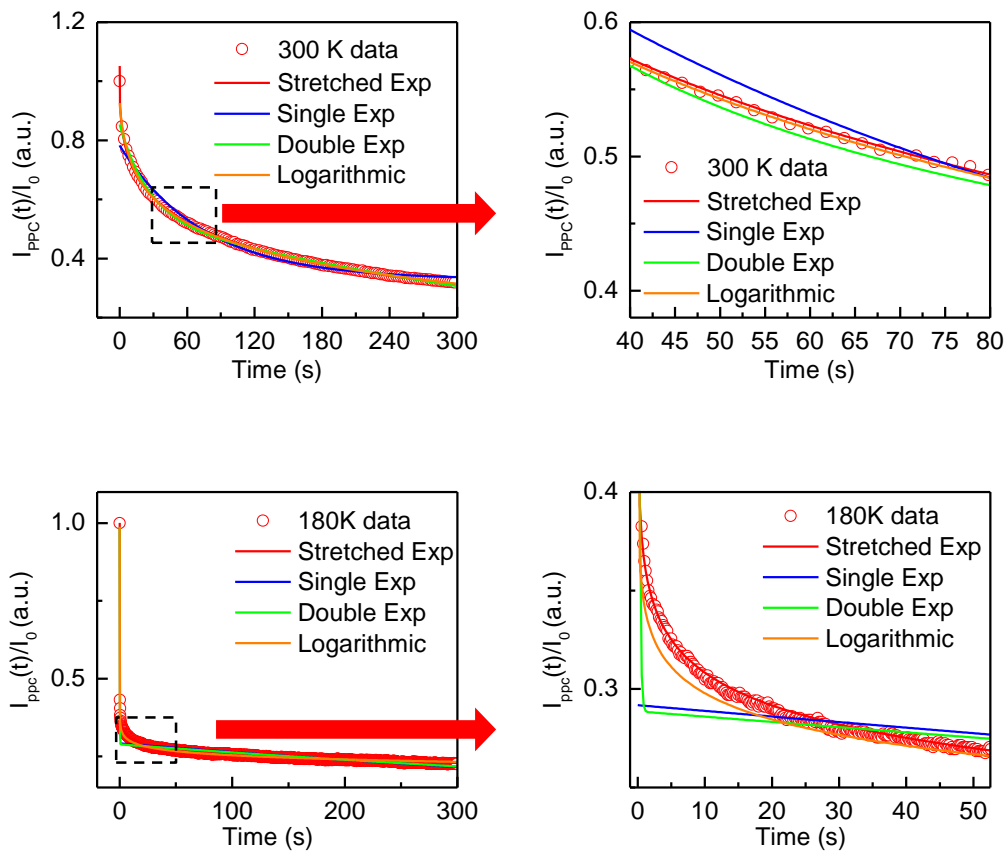 1.2
0.8
0.4
0
60
120
180
240
300
Time (s)
I_PPC(t)/I_0 (a.u.)
300 K data
Stretched Exp
Single Exp
Double Exp
Logarithmic
0.6
0.5
0.4
40
45
50
55
60
65
70
75
80
Time (s)
I_PPC(t)/I_0 (a.u.)
300 K data
Stretched Exp
Single Exp
Double Exp
Logarithmic
1.0
0.5
0
100
200
300
Time (s)
I_ppc(t)/I_0 (a.u.)
180K data
Stretched Exp
Single Exp
Double Exp
Logarithmic
0.4
0.3
0
10
20
30
40
50
Time (s)
I_ppc(t)/I_0 (a.u.)
180K data
Stretched Exp
Single Exp
Double Exp
Logarithmic